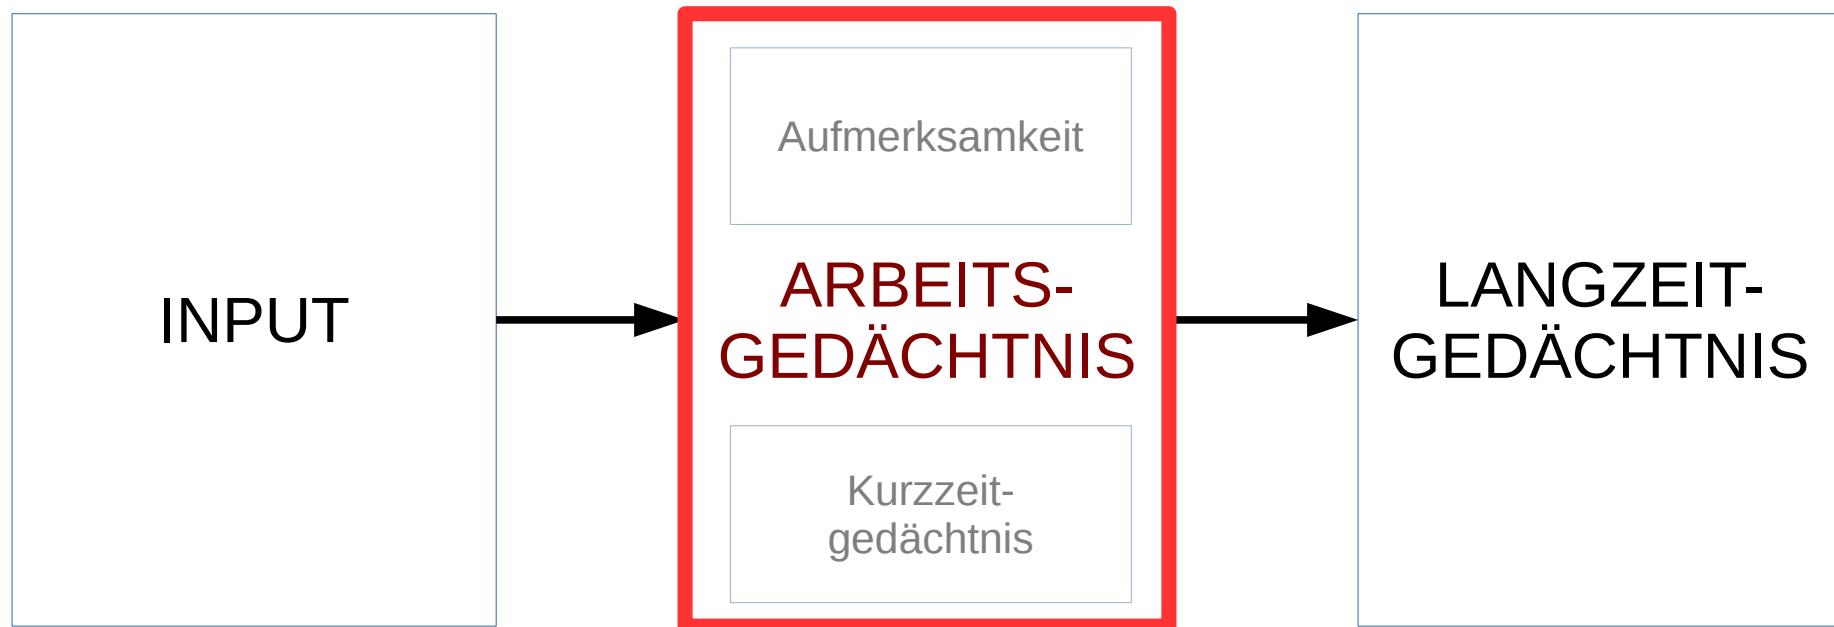 INPUT
Aufmerksamkeit
ARBEITS-
GEDÄCHTNIS
Kurzzeit-
gedächtnis
LANGZEIT-
GEDÄCHTNIS